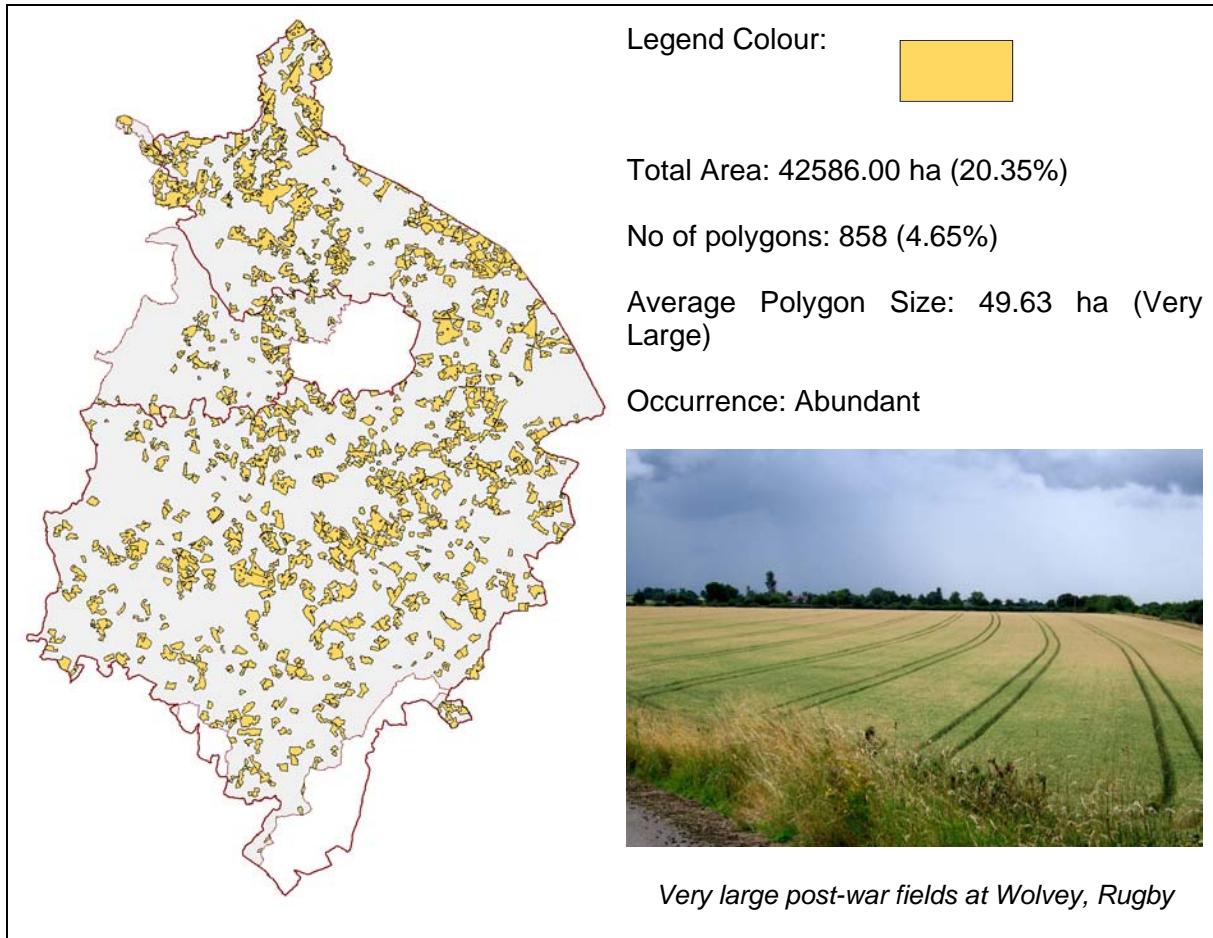 Legend Colour:
Total Area: 42586.00 ha (20.35%)
No of polygons: 858 (4.65%)
Average Polygon Size: 49.63 ha (Very
Large)
Occurrence: Abundant
Very large post-war fields at Wolvey, Rugby